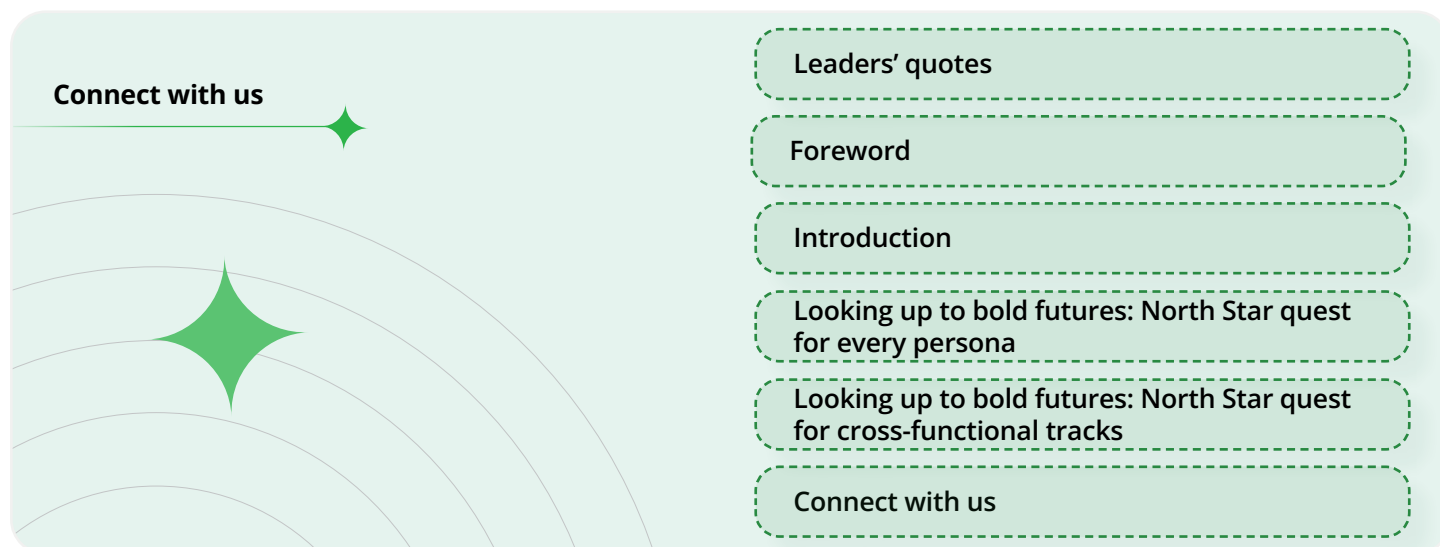 Connect with us
Leaders’ quotes
Foreword
Introduction
Looking up to bold futures: North Star quest
for every persona
Looking up to bold futures: North Star quest
for cross-functional tracks
Connect with us